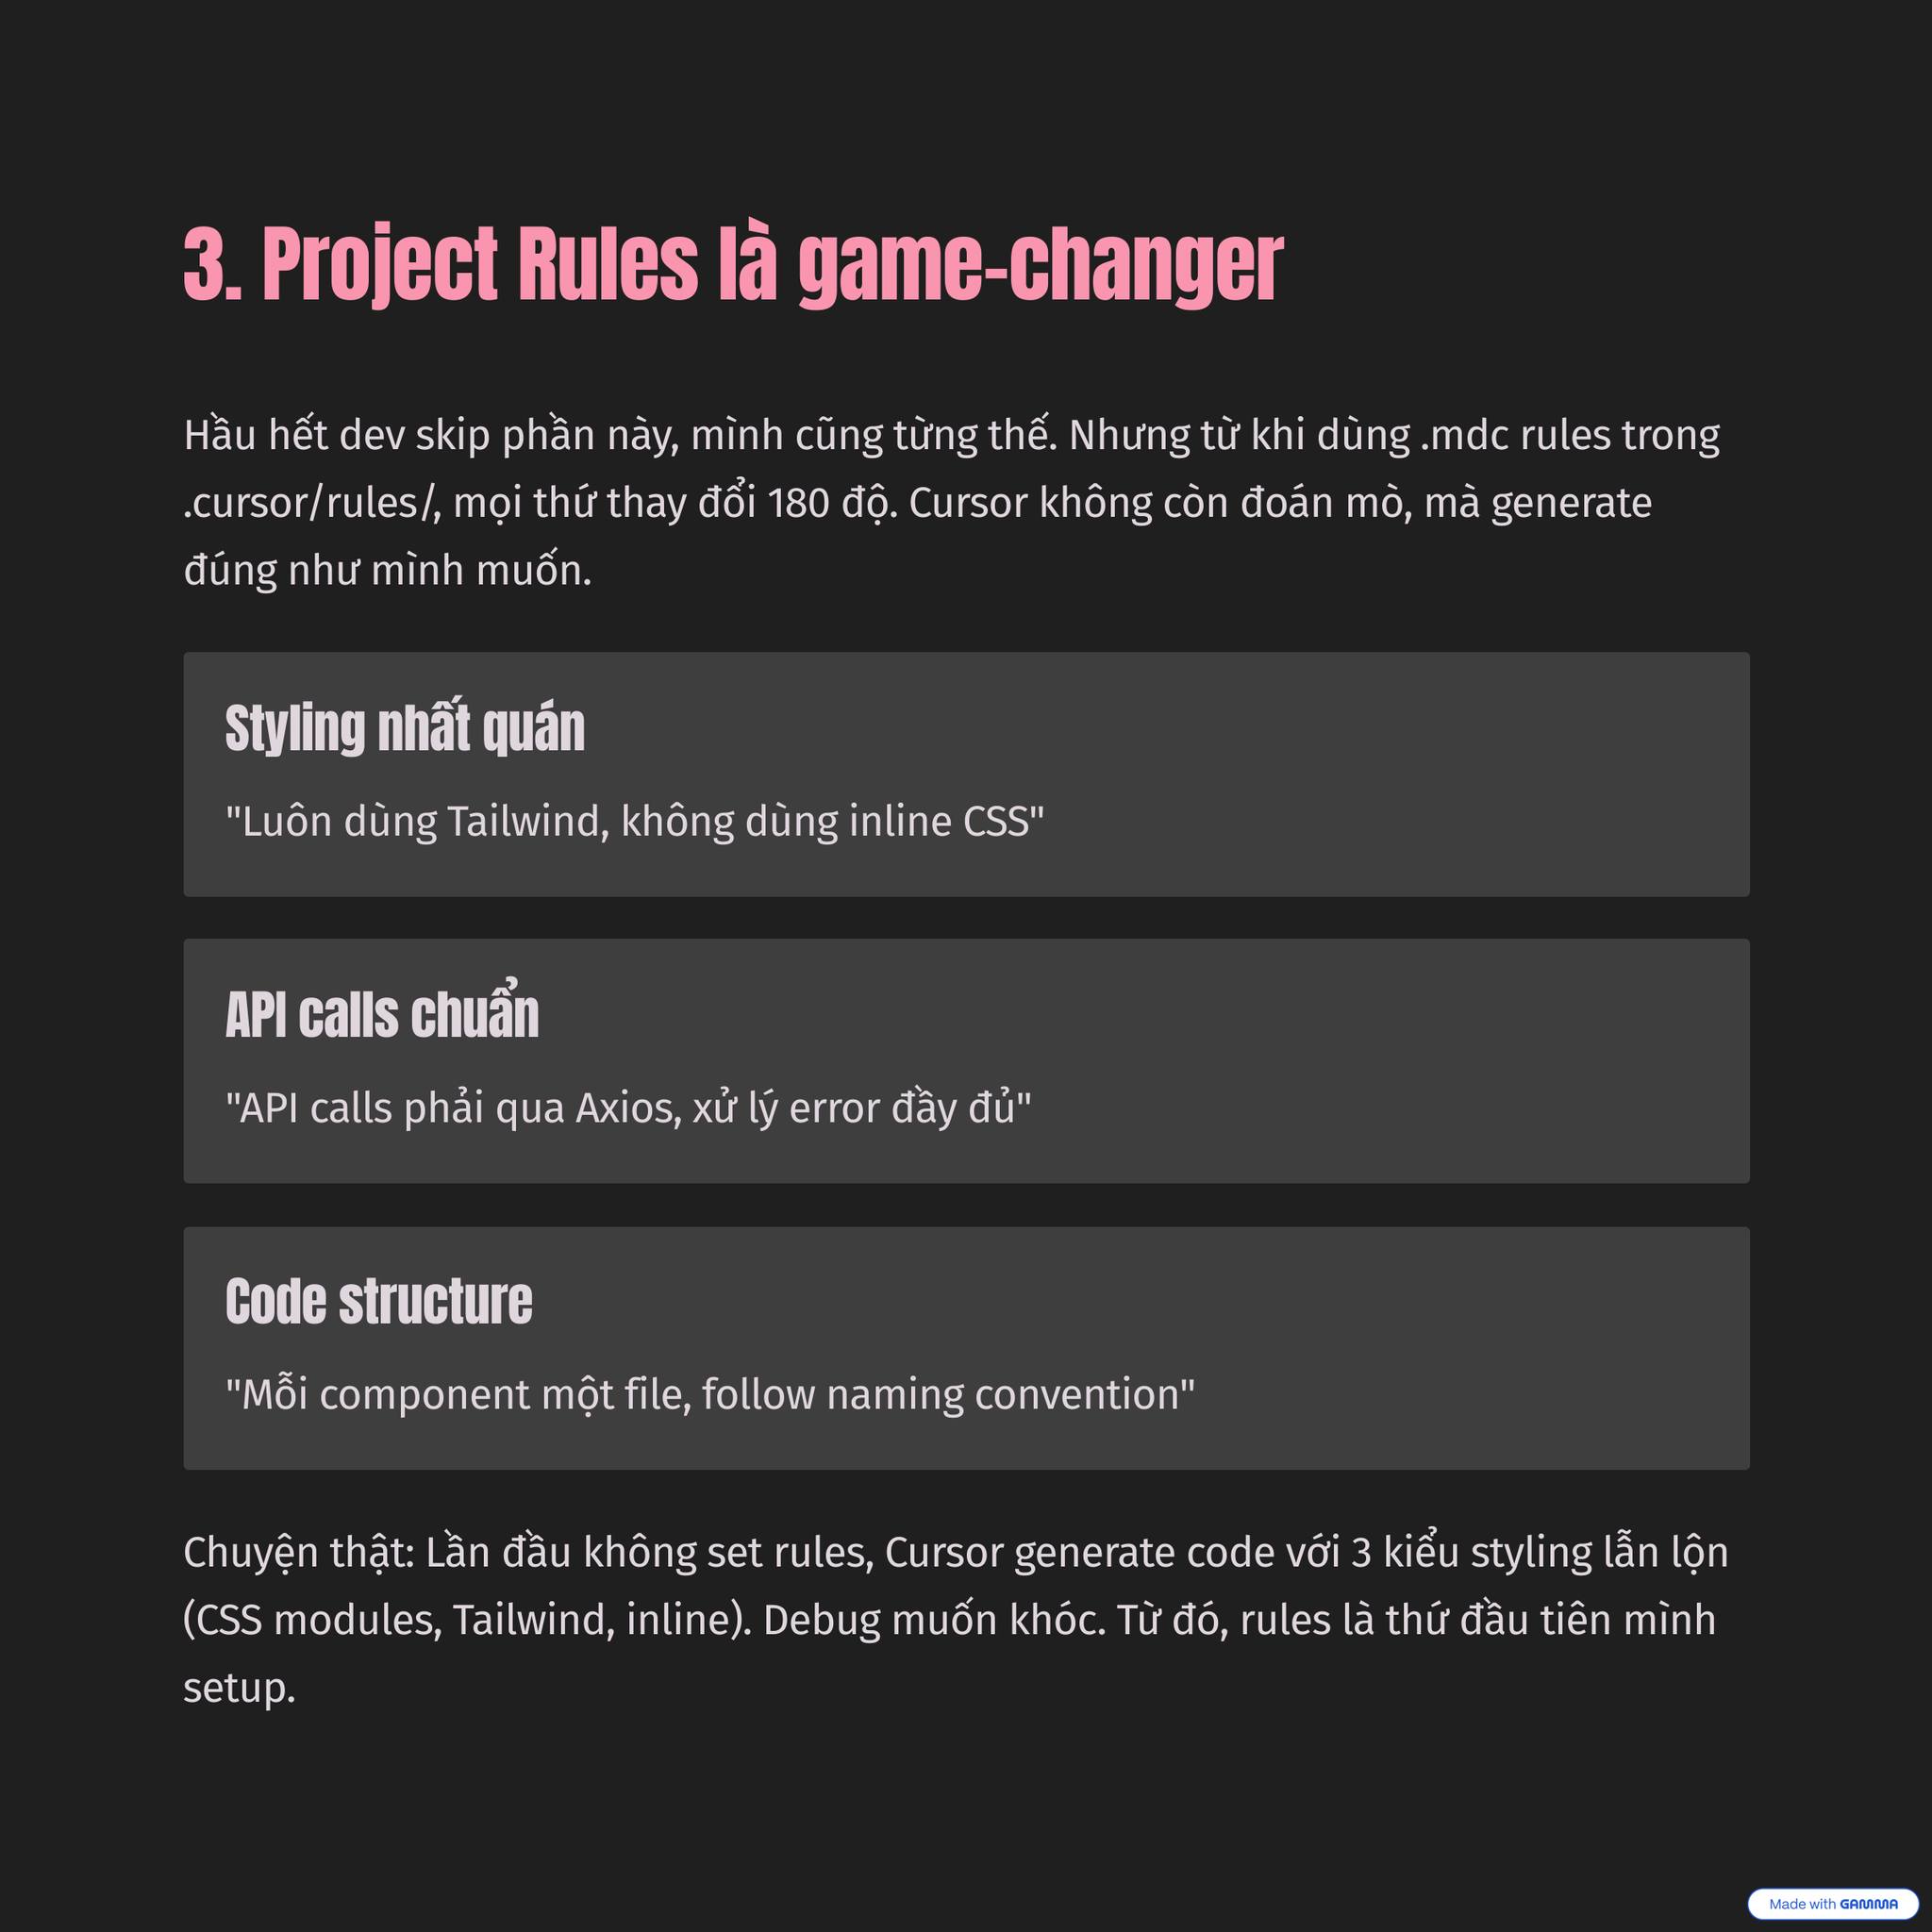 3. Project Rules là game-changer
Hầu hết dev skip phần này, mình cũng từng thế. Nhưng từ khi dùng .mdc rules trong
.cursor/rules/, mọi thứ thay đổi 180 độ. Cursor không còn đoán mò, mà generate
đúng như mình muốn.
Styling nhất quán
"Luôn dùng Tailwind, không dùng inline CSS"
API calls chuẩn
"API calls phải qua Axios, xử lý error đầy đủ"
Code structure
"Mỗi component một file, follow naming convention"
Chuyện thật: Lần đầu không set rules, Cursor generate code với 3 kiểu styling lẫn lộn
(CSS modules, Tailwind, inline). Debug muốn khóc. Từ đó, rules là thứ đầu tiên mình
setup.
Made with GAMMA